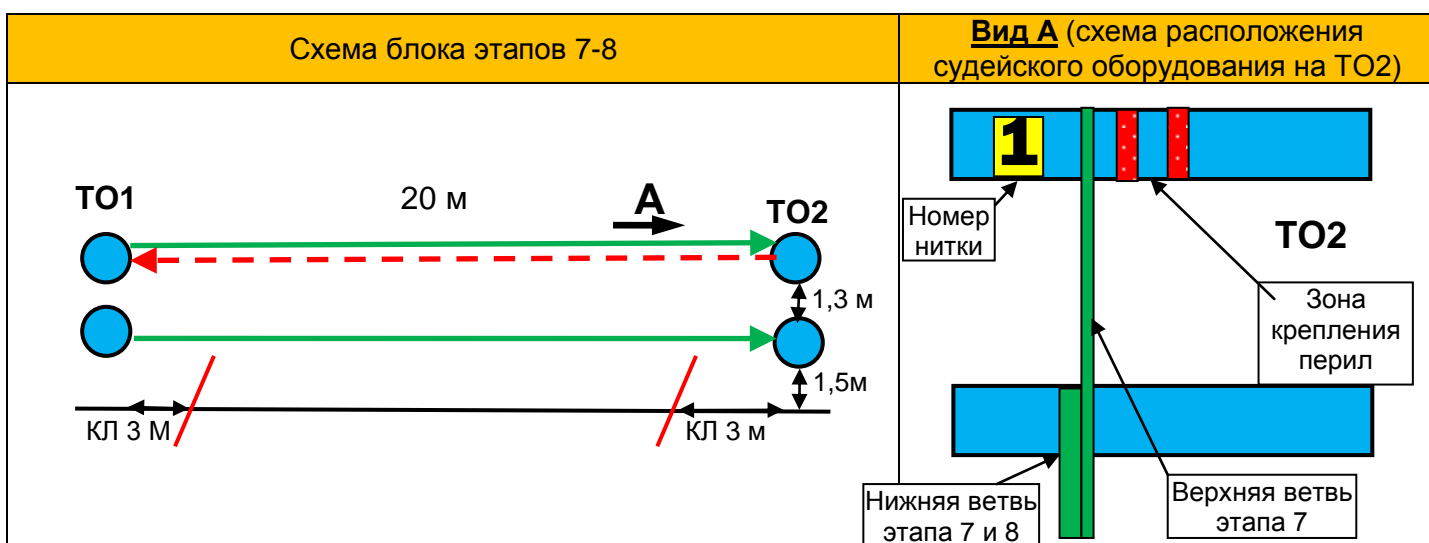 Схема блока этапов 7-8
Вид А (схема расположения
судейского оборудования на ТО2)
ТО1
20 м
А
ТО2
1,3 м
1,5м
КЛ 3 М
КЛ 3 м
1
Номер
нитки
ТО2
Зона
крепления
перил
Нижняя ветвь
этапа 7 и 8
Верхняя ветвь
этапа 7